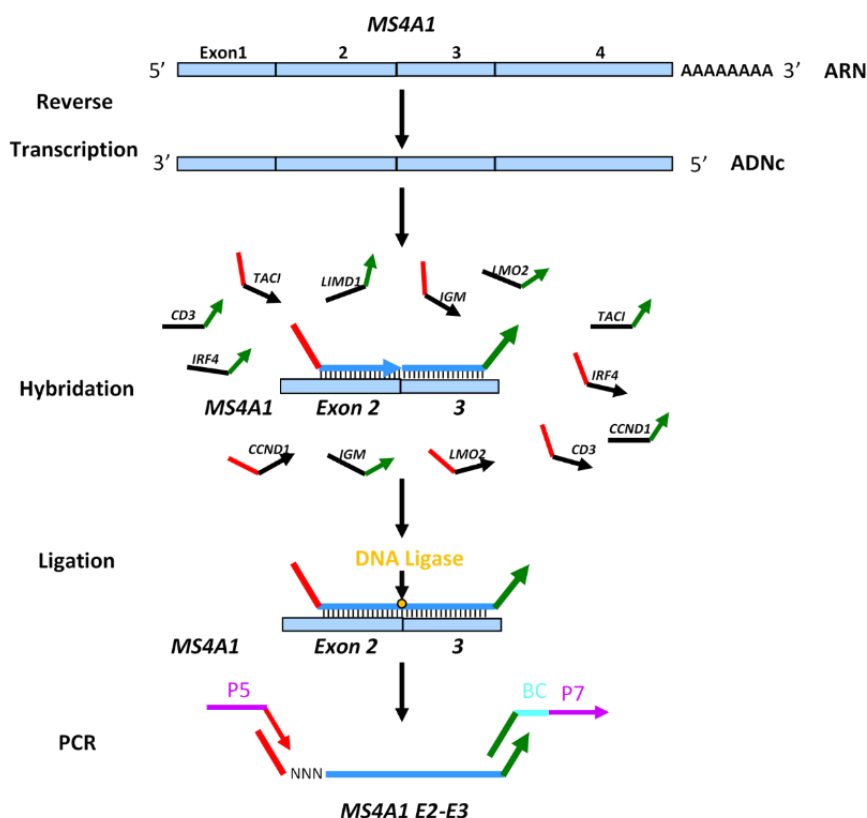 MS4A1
Exon1 2 3 4
5’ AAAAAAAA 3’ ARN
Reverse
Transcription
3’ 5’ ADNc
TACI LIMD1 IGM LMO2
CD3 TACI
IRF4 IRF4
Hybridation
MS4A1 Exon 2 3
CCND1 IGM LMO2 CD3 CCND1
Ligation
DNA Ligase
MS4A1 Exon 2 3
P5 BC P7
PCR
NNN
MS4A1 E2-E3